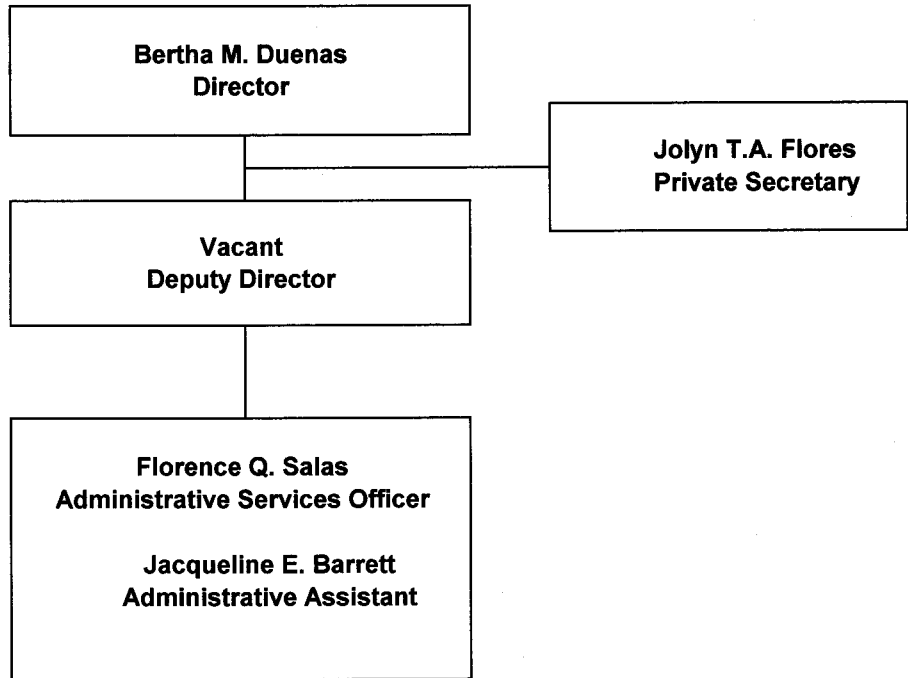 Bertha M. Duenas
Director
Jolyn T.A. Flores
Private Secretary
Vacant
Deputy Director
Florence Q. Salas
Administrative Services Officer
Jacqueline E. Barrett
Administrative Assistant